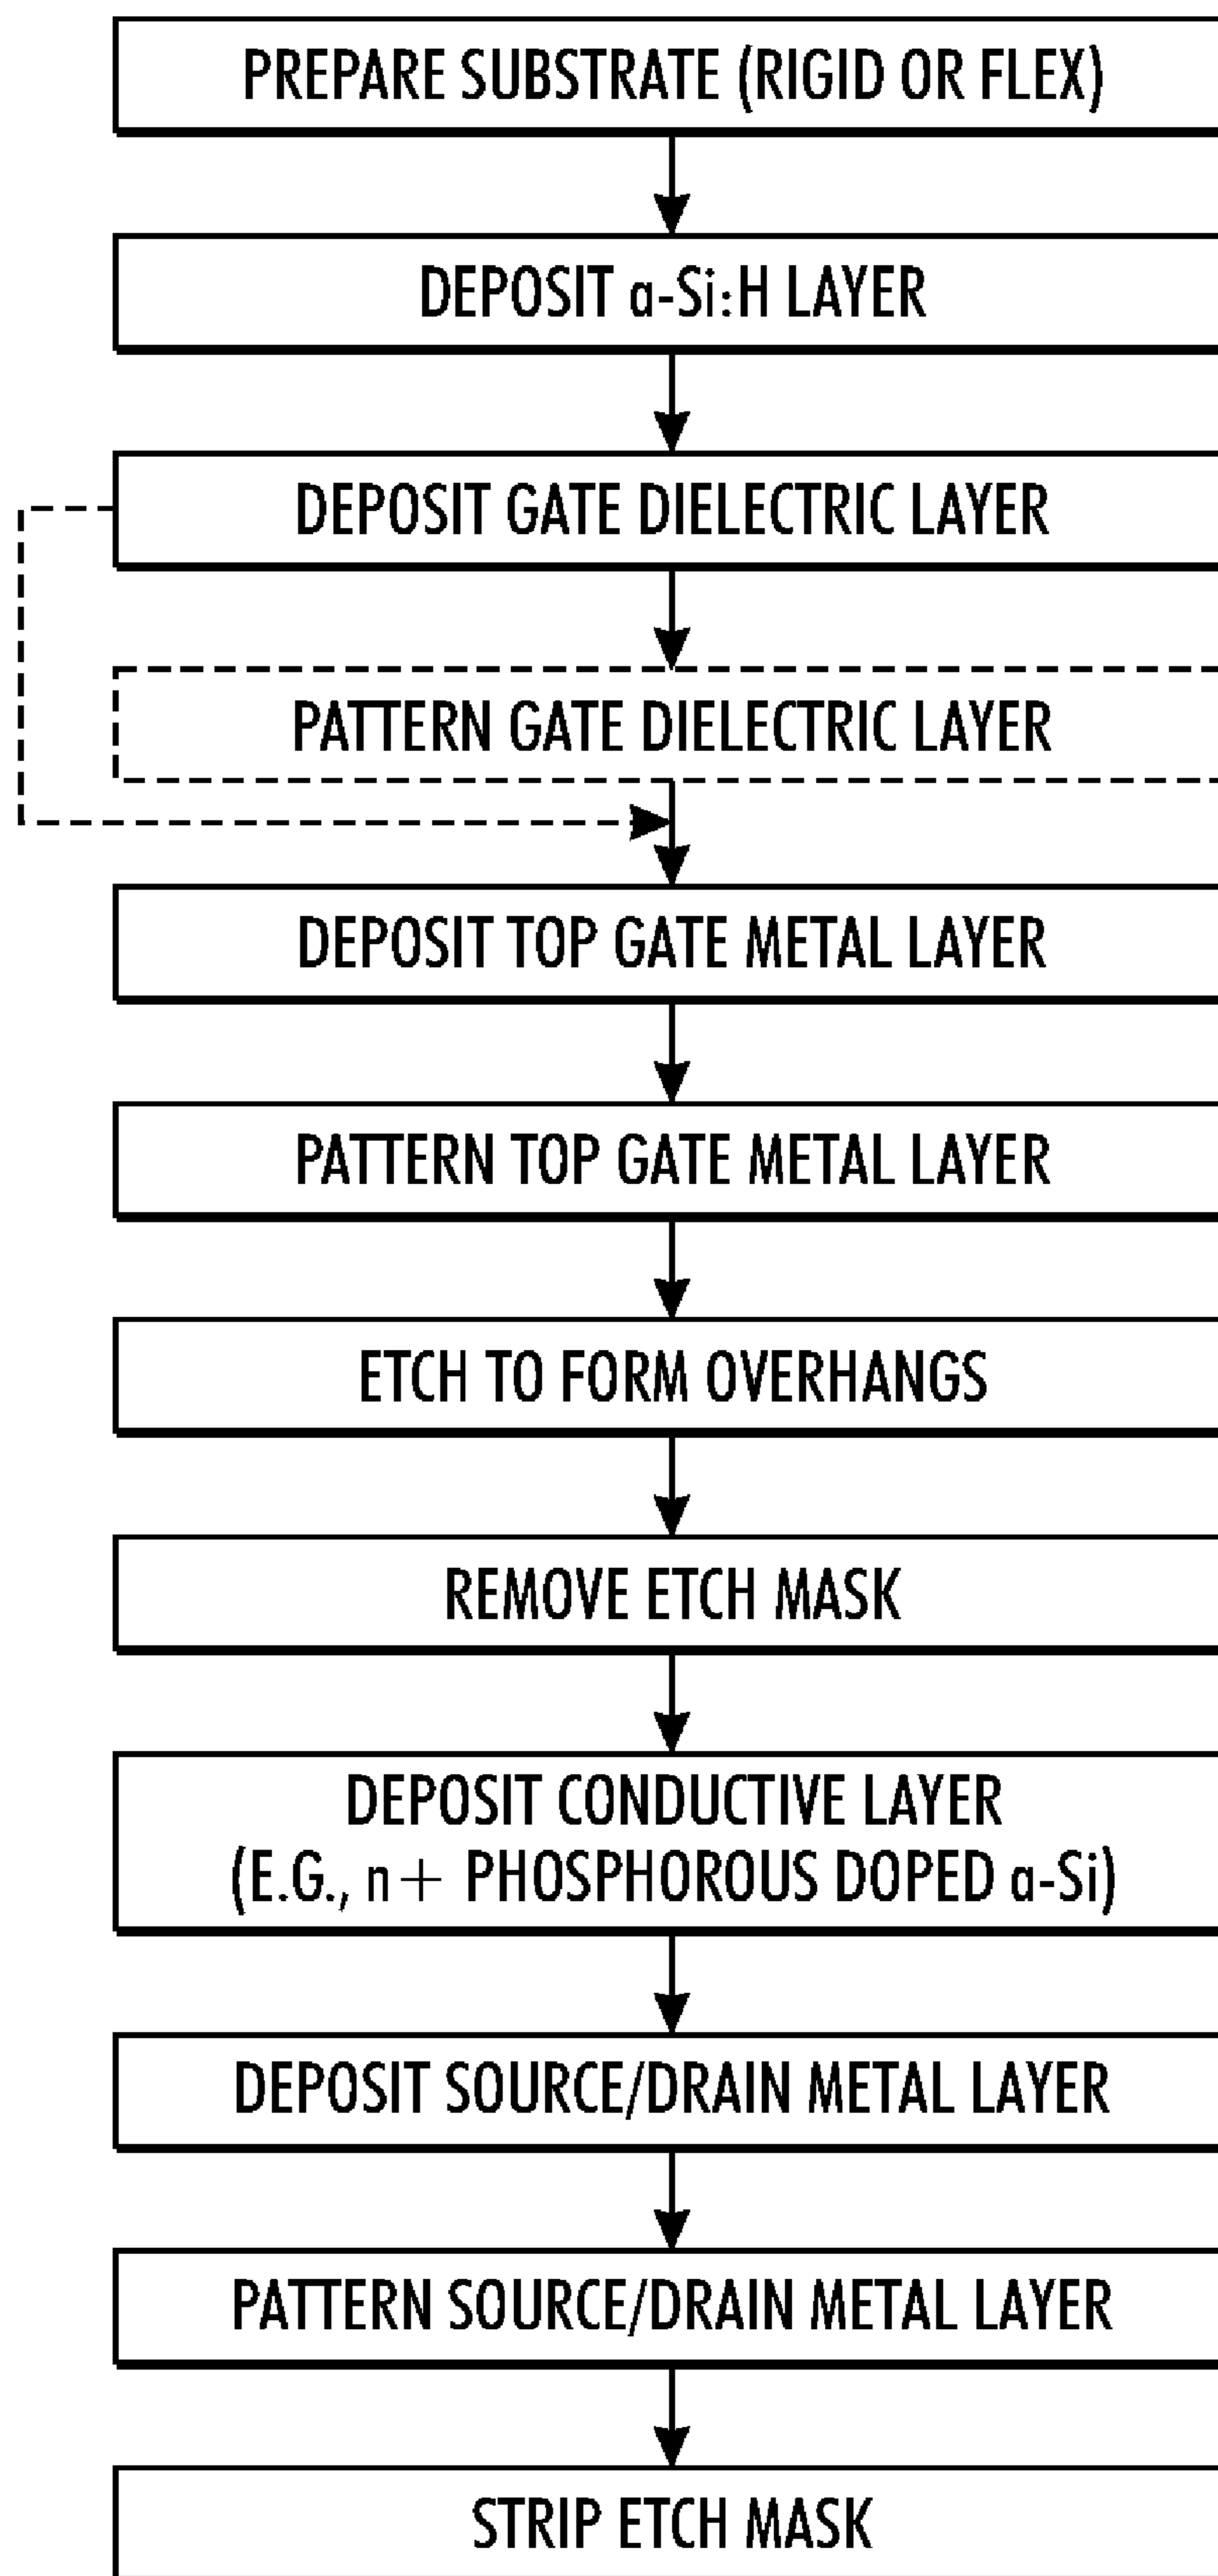 PREPARE SUBSTRATE (RIGID OR FLEX)
DEPOSIT a-Si:H LAYER
DEPOSIT GATE DIELECTRIC LAYER
PATTERN GATE DIELECTRIC LAYER
DEPOSIT TOP GATE METAL LAYER
PATTERN TOP GATE METAL LAYER
ETCH TO FORM OVERHANGS
REMOVE ETCH MASK
DEPOSIT CONDUCTIVE LAYER
(E.G., n+ PHOSPHOROUS DOPED a-Si)
DEPOSIT SOURCE/DRAIN METAL LAYER
PATTERN SOURCE/DRAIN METAL LAYER
STRIP ETCH MASK